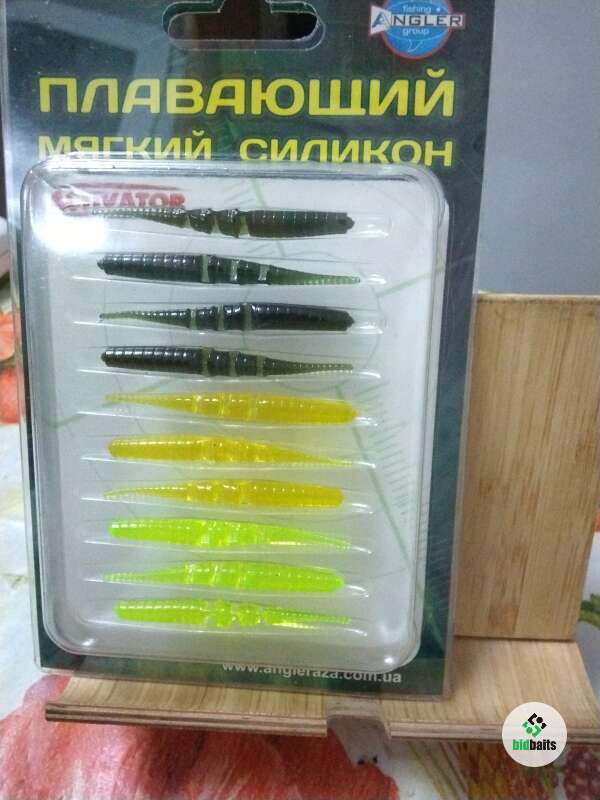 fishing
ANGLER
group
ПЛАВАЮЩИЙ
МЯГКИЙ СИЛИКОН
www.angleraza.com.ua
bidbaits